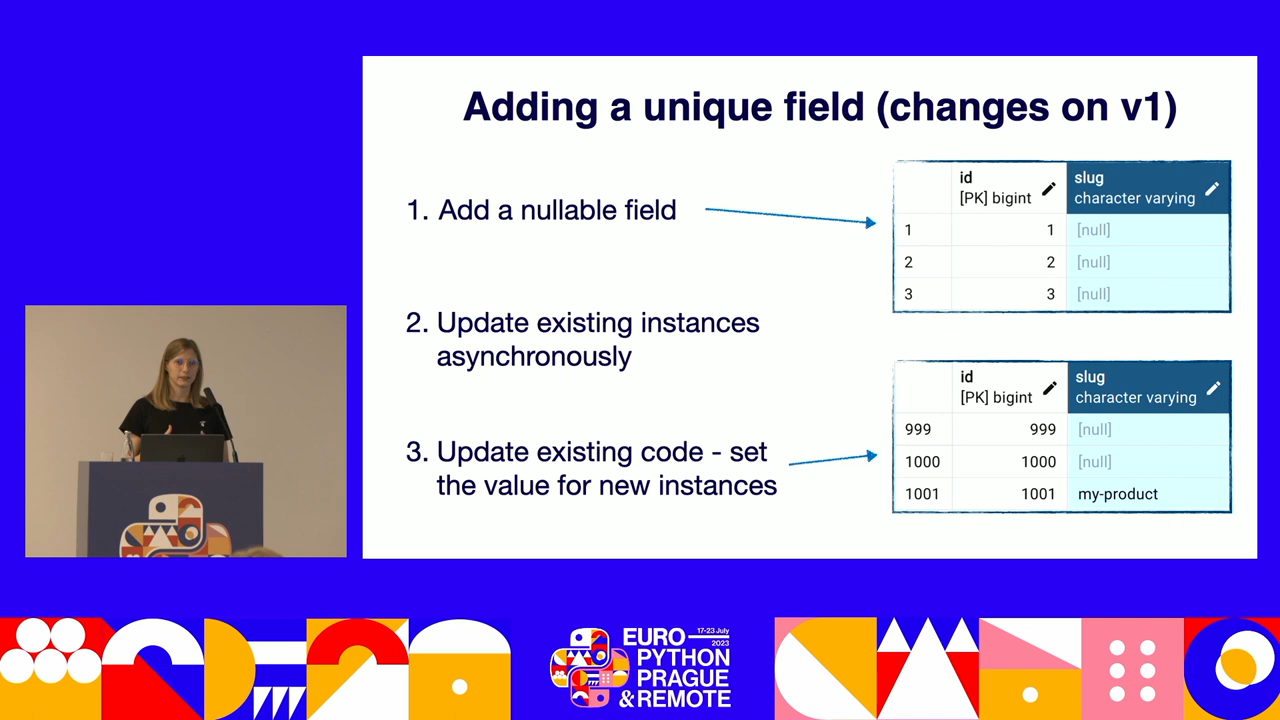 Adding a unique field (changes on v1)
1. Add a nullable field
id
[PK] bigint
slug
character varying
1 1 [null]
2 2 [null]
3 3 [null]
2. Update existing instances
asynchronously
3. Update existing code - set
the value for new instances
id
[PK] bigint
slug
character varying
999 999 [null]
1000 1000 [null]
1001 1001 my-product
EURO
17-23 July
2023
PYTHON
PRAGUE
& REMOTE